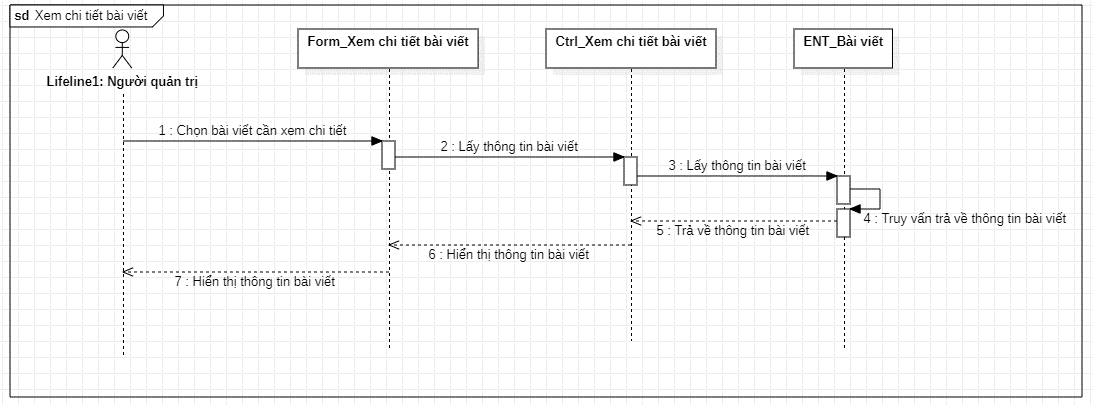 sd Xem chi tiết bài viết
Form_Xem chi tiết bài viết
Ctrl_Xem chi tiết bài viết
ENT_Bài viết
Lifeline1: Người quản trị
1 : Chọn bài viết cần xem chi tiết
2 : Lấy thông tin bài viết
3 : Lấy thông tin bài viết
4 : Truy vấn trả về thông tin bài viết
5 : Trả về thông tin bài viết
6 : Hiển thị thông tin bài viết
7 : Hiển thị thông tin bài viết